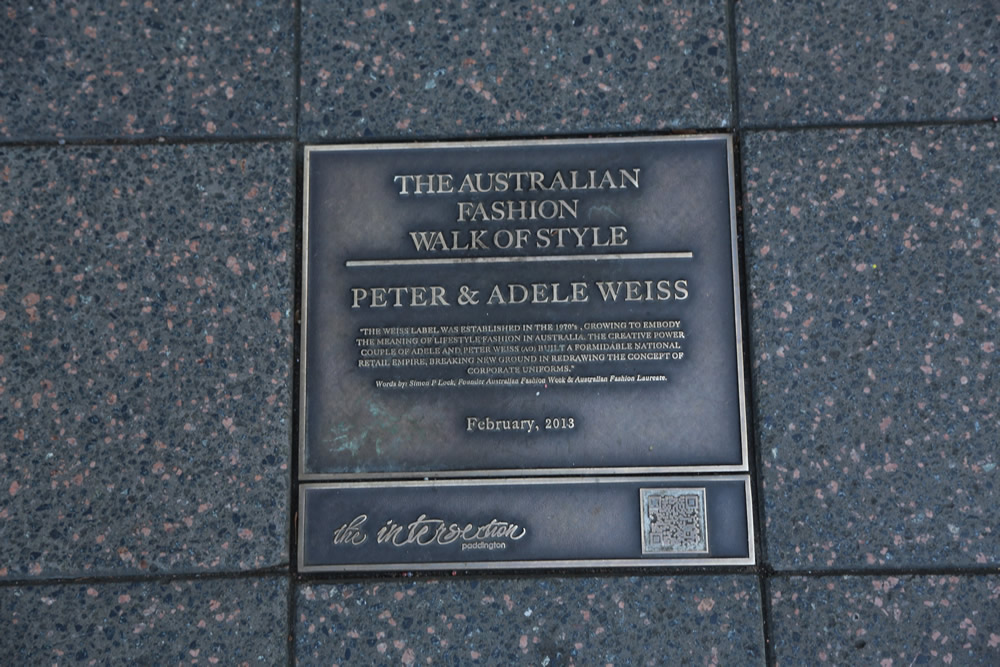 THE AUSTRALIAN
FASHION
WALK OF STYLE
PETER & ADELE WEISS
"THE WEISS LABEL WAS ESTABLISHED IN THE 1970's, GROWING TO EMBODY
THE MEANING OF LIFESTYLE FASHION IN AUSTRALIA. THE CREATIVE POWER
COUPLE OF ADELE AND PETER WEISS (AO) BUILT A FORMIDABLE NATIONAL
RETAIL EMPIRE, BREAKING NEW GROUND IN REDRAWING THE CONCEPT OF
CORPORATE UNIFORMS."
Words by: Simon P Lock, Founder Australian Fashion Week & Australian Fashion Laureate.
February, 2013
the intersection
paddington